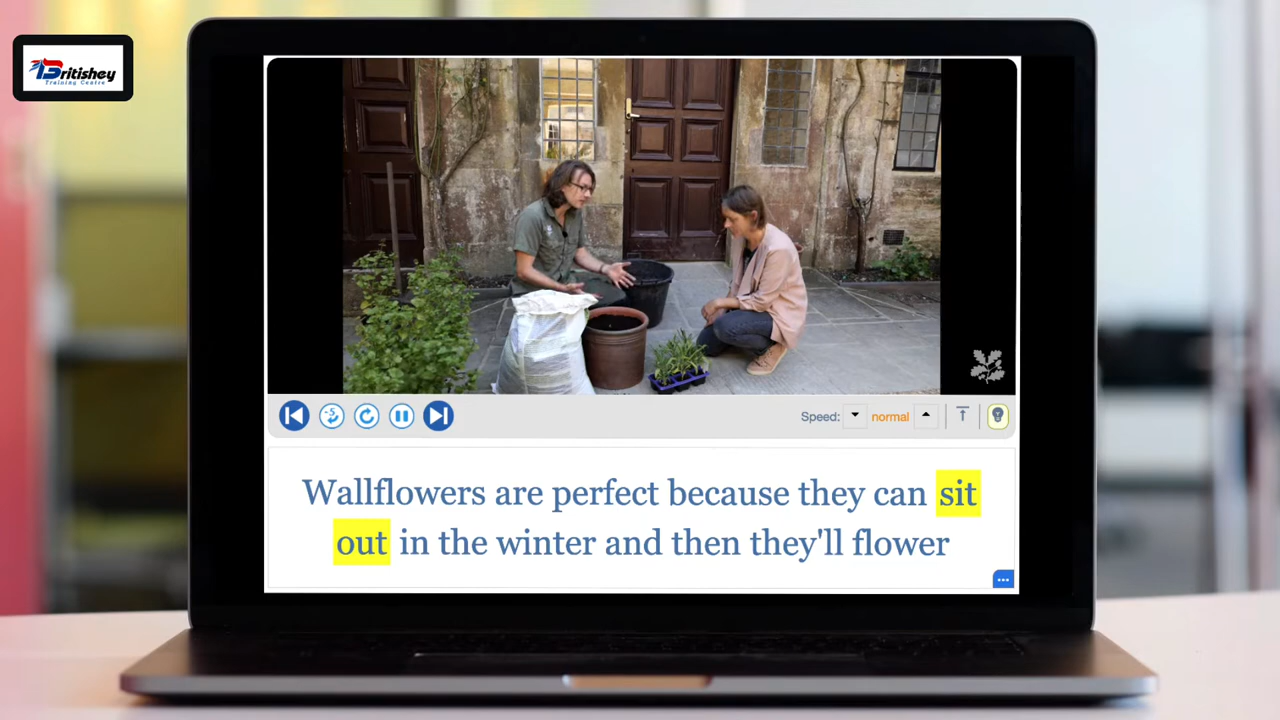 Britishey
Training Centre
-5
Speed:
normal
Wallflowers are perfect because they can sit
out in the winter and then they'll flower